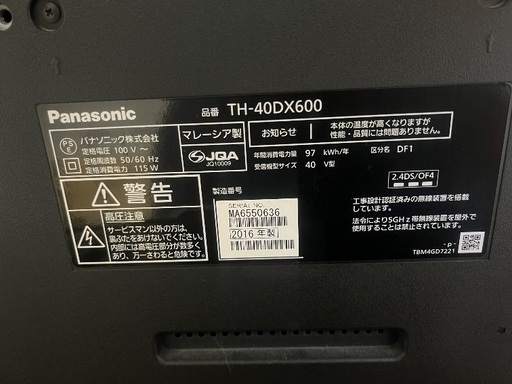 Panasonic
品番 TH-40DX600
PS
E
パナソニック株式会社
定格電圧 100 V～
定格周波数 50/60 Hz
定格消費電力 115 W
マレーシア製
JQA
JQ10009
お知らせ
本体の温度が高くなりますが
性能・品質には問題ありません。
年間消費電力量 97 kWh/年
区分名 DF1
受信機型サイズ 40 V型
2.4DS/OF4
工事設計認証済みの無線装置を搭載
しています。
法令により5GHz帯無線装置を屋外で
使用することは禁止されています。
-P-
TBM4GD7221
警告
高圧注意
サービスマン以外の方は、
裏ぶたをあけないでください。
内部には高電圧部分が数多く
あり、万一さわると危険です。
製造番号
SERIAL NO.
MA6550636
2016 年製